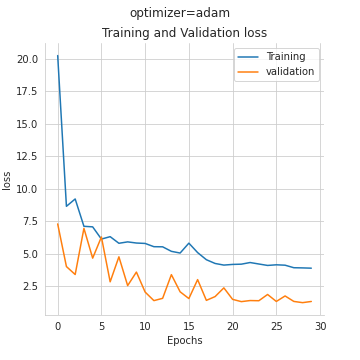 optimizer=adam
Training and Validation loss
Training
validation
20.0
17.5
15.0
12.5
10.0
7.5
5.0
2.5
loss
0 5 10 15 20 25 30
Epochs